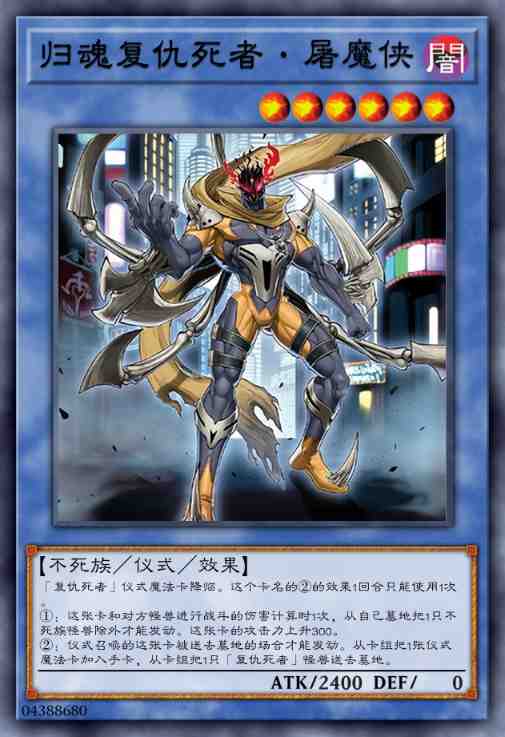 归魂复仇死者・屠魔侠 闇
【不死族／仪式／效果】
「复仇死者」仪式魔法卡降临。这个卡名的②的效果1回合只能使用1次
。
①：这张卡和对方怪兽进行战斗的伤害计算时1次，从自己墓地把1只不
死族怪兽除外才能发动。这张卡的攻击力上升300。
②：仪式召唤的这张卡被送去墓地的场合才能发动。从卡组把1张仪式
魔法卡加入手卡，从卡组把1只「复仇死者」怪兽送去墓地。
ATK/2400 DEF/ 0
04388680